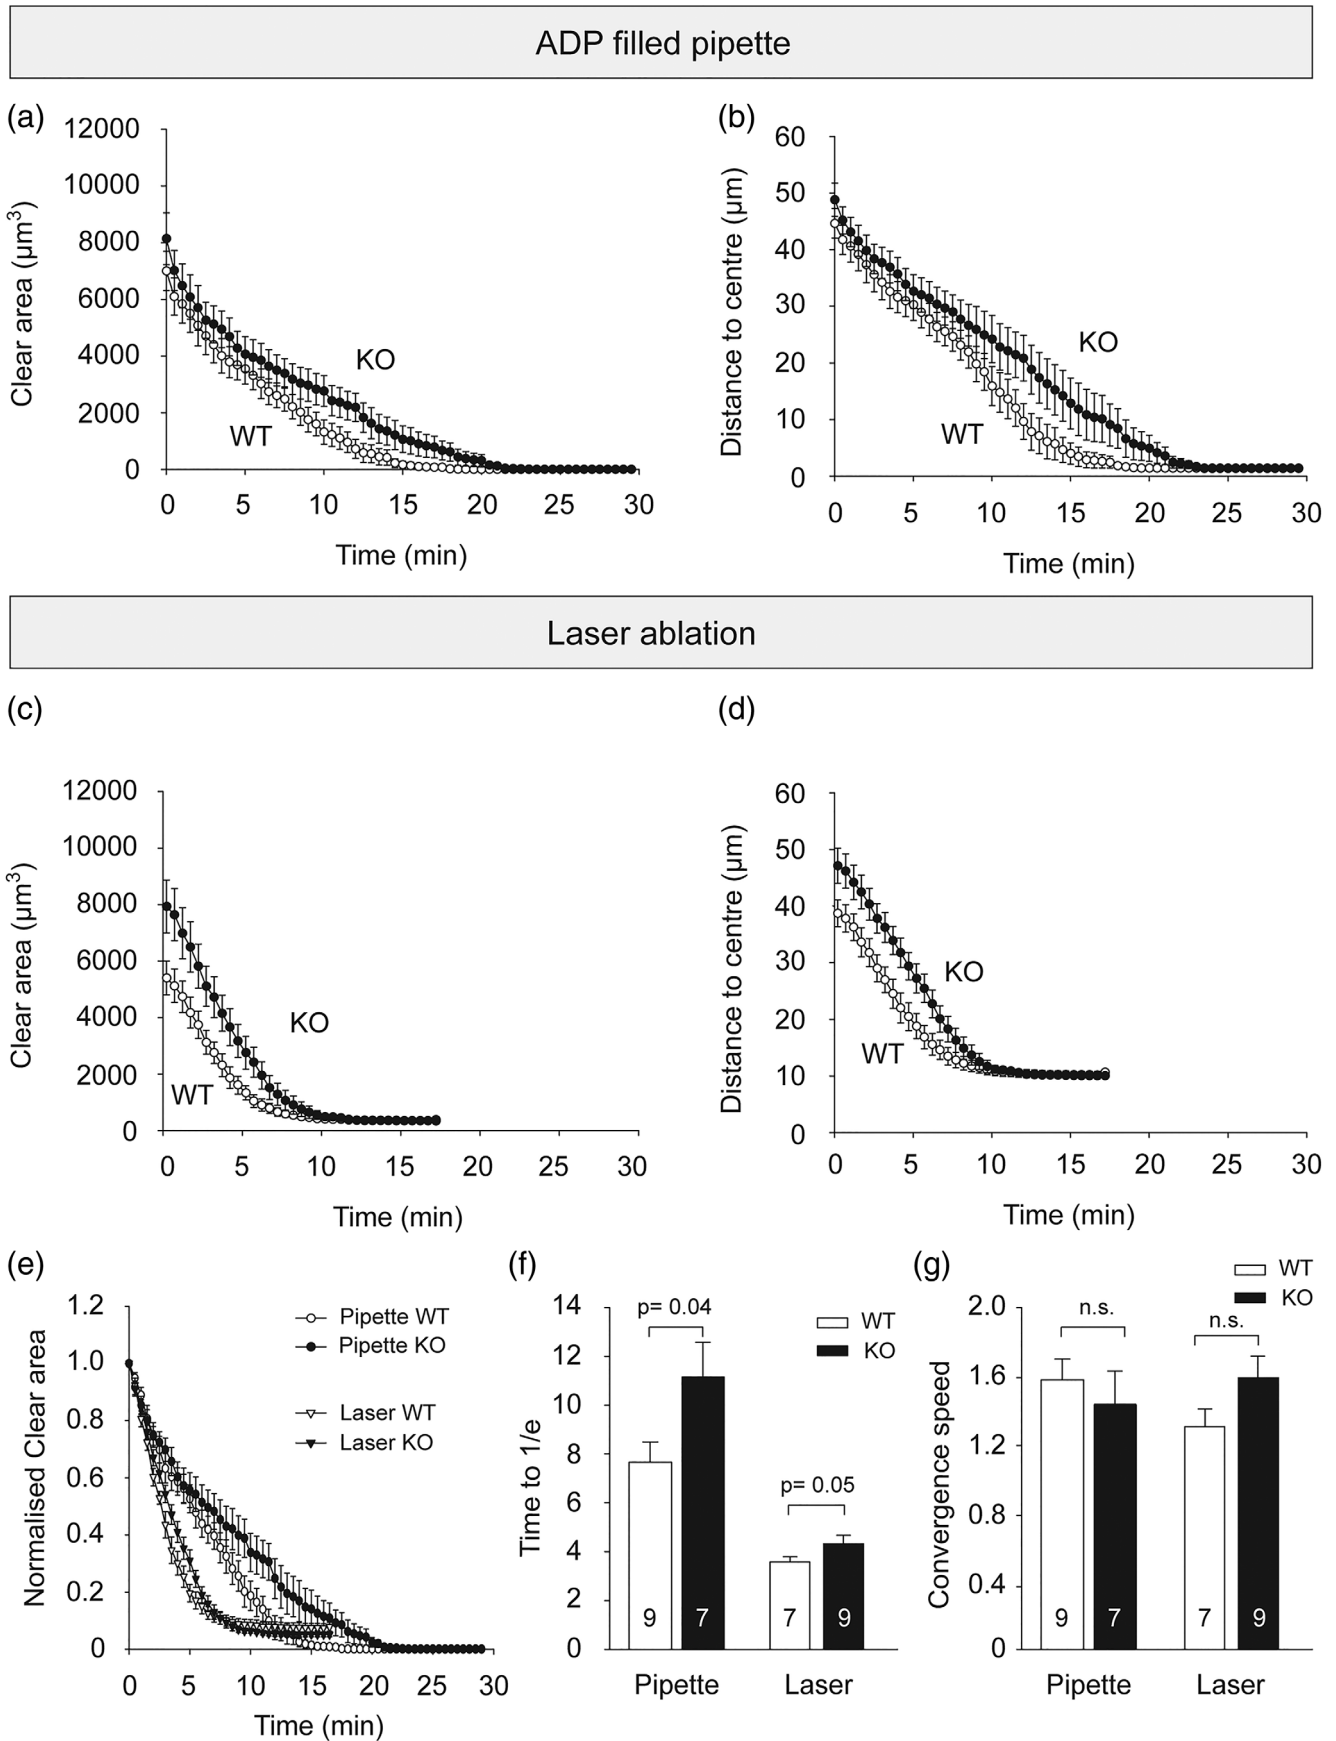 ADP filled pipette
(a)
Clear area (μm³)
12000
10000
8000
6000
4000
2000
0
KO
WT
0 5 10 15 20 25 30
Time (min)
(b)
Distance to centre (μm)
60
50
40
30
20
10
0
KO
WT
0 5 10 15 20 25 30
Time (min)
Laser ablation
(c)
Clear area (μm³)
12000
10000
8000
6000
4000
2000
0
KO
WT
0 5 10 15 20 25 30
Time (min)
(d)
Distance to centre (μm)
60
50
40
30
20
10
0
KO
WT
0 5 10 15 20 25 30
Time (min)
(e)
Normalised Clear area
1.2
1.0
0.8
0.6
0.4
0.2
0
Pipette WT
Pipette KO
Laser WT
Laser KO
0 5 10 15 20 25 30
Time (min)
(f)
Time to 1/e
14
12
10
8
6
4
2
0
p= 0.04
WT
KO
p= 0.05
9 7 7 9
Pipette Laser
(g)
Convergence speed
2.0
1.6
1.2
0.8
0.4
0
WT
KO
n.s.
n.s.
9 7 7 9
Pipette Laser